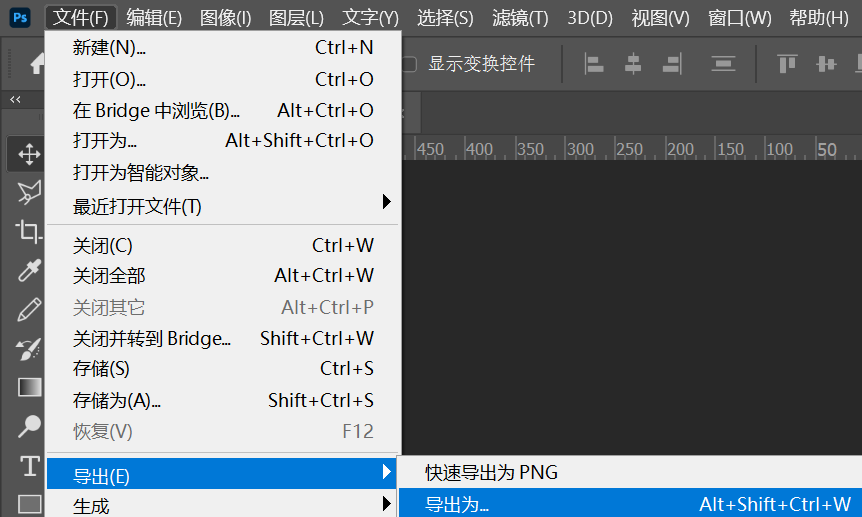 Ps 文件(F) 编辑(E) 图像(I) 图层(L) 文字(Y) 选择(S) 滤镜(T) 3D(D) 视图(V) 窗口(W) 帮助(H)
显示变换控件
450 400 350 300 250 200 150 100 50
新建(N)... Ctrl+N
打开(O)... Ctrl+O
在 Bridge 中浏览(B)... Alt+Ctrl+O
打开为... Alt+Shift+Ctrl+O
打开为智能对象...
最近打开文件(T)
关闭(C) Ctrl+W
关闭全部 Alt+Ctrl+W
关闭其它 Alt+Ctrl+P
关闭并转到 Bridge... Shift+Ctrl+W
存储(S) Ctrl+S
存储为(A)... Shift+Ctrl+S
恢复(V) F12
导出(E)
生成
快速导出为 PNG
导出为... Alt+Shift+Ctrl+W